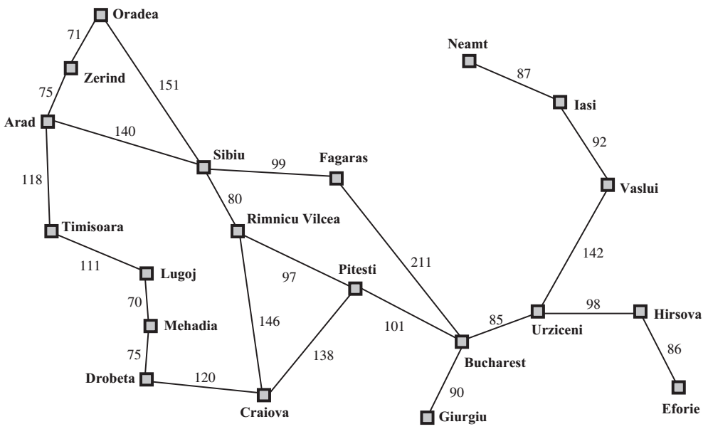 Oradea
71
Neamt
Zerind
87
151
75
Iasi
Arad
140
92
Sibiu
99
Fagaras
118
Vaslui
80
Timisoara
Rimnicu Vilcea
142
111
211
Lugoj
97
Pitesti
70
98
Hirsova
146
85
Mehadia
101
Urziceni
138
86
75
Bucharest
Drobeta
120
90
Craiova
Giurgiu
Eforie